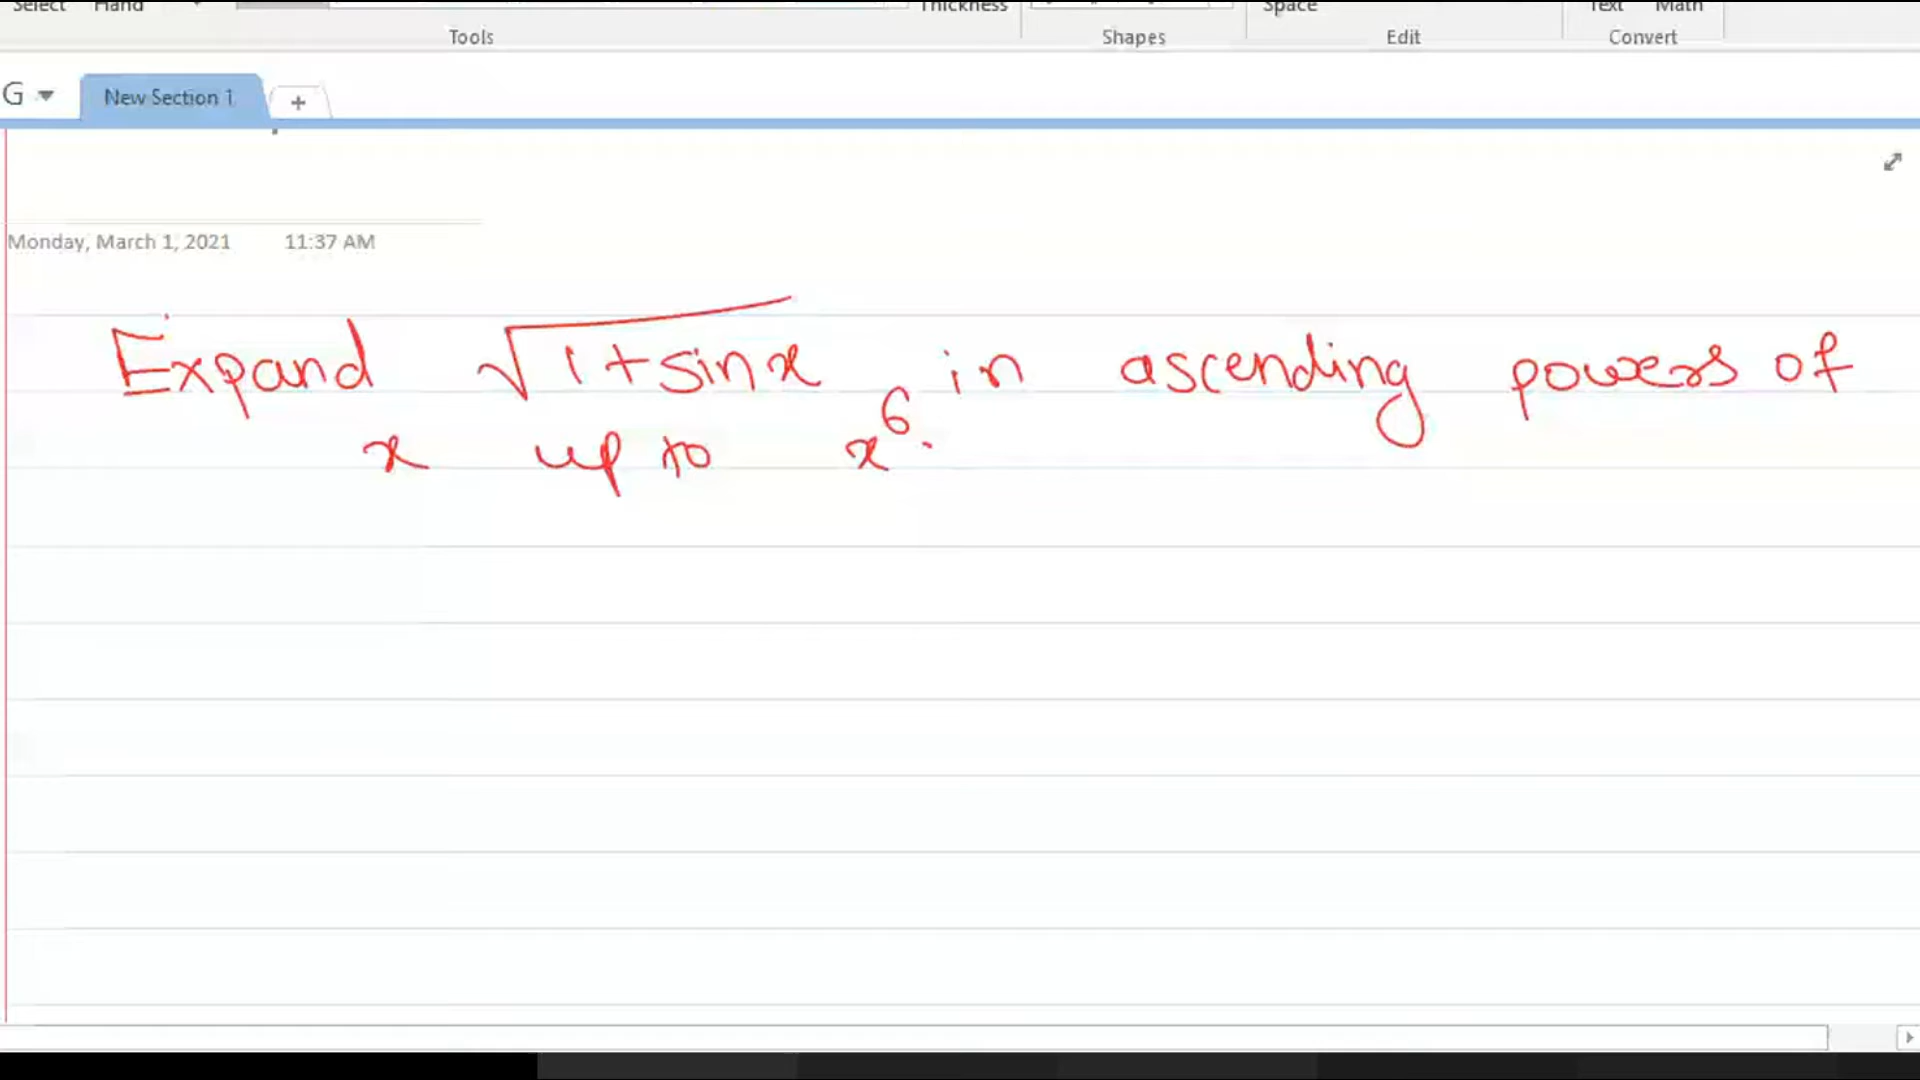 Select Hand Thickness Space Text Math
Tools Shapes Edit Convert
G New Section 1 +
Monday, March 1, 2021 11:37 AM
Expand √1+sinx in ascending powers of
x up to x⁶.